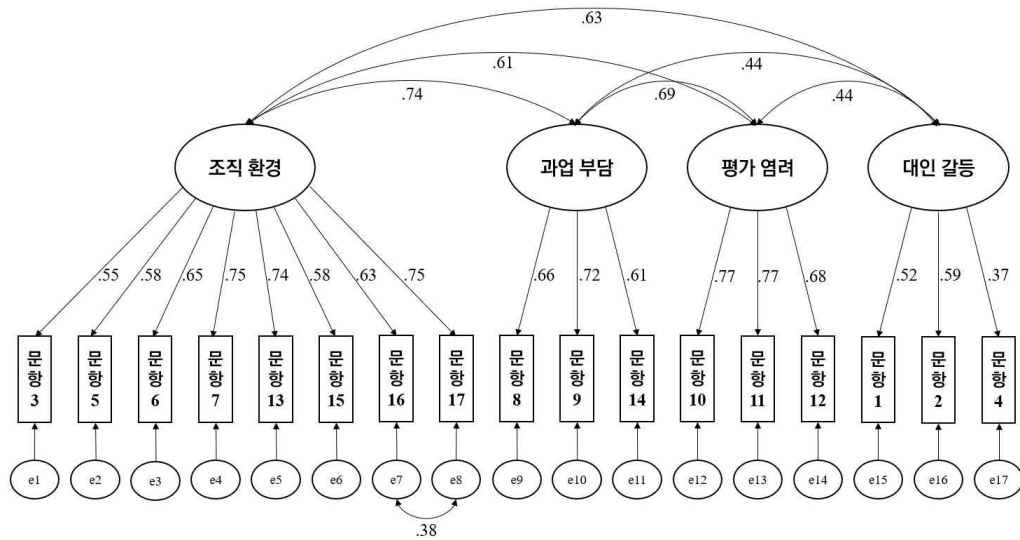 .63
.61
.44
.74
.69
.44
조직 환경
과업 부담
평가 염려
대인 갈등
.55
.58
.65
.75
.74
.58
.63
.75
.66
.72
.61
.77
.77
.68
.52
.59
.37
문항 3
문항 5
문항 6
문항 7
문항 13
문항 15
문항 16
문항 17
문항 8
문항 9
문항 14
문항 10
문항 11
문항 12
문항 1
문항 2
문항 4
e1
e2
e3
e4
e5
e6
e7
e8
e9
e10
e11
e12
e13
e14
e15
e16
e17
.38